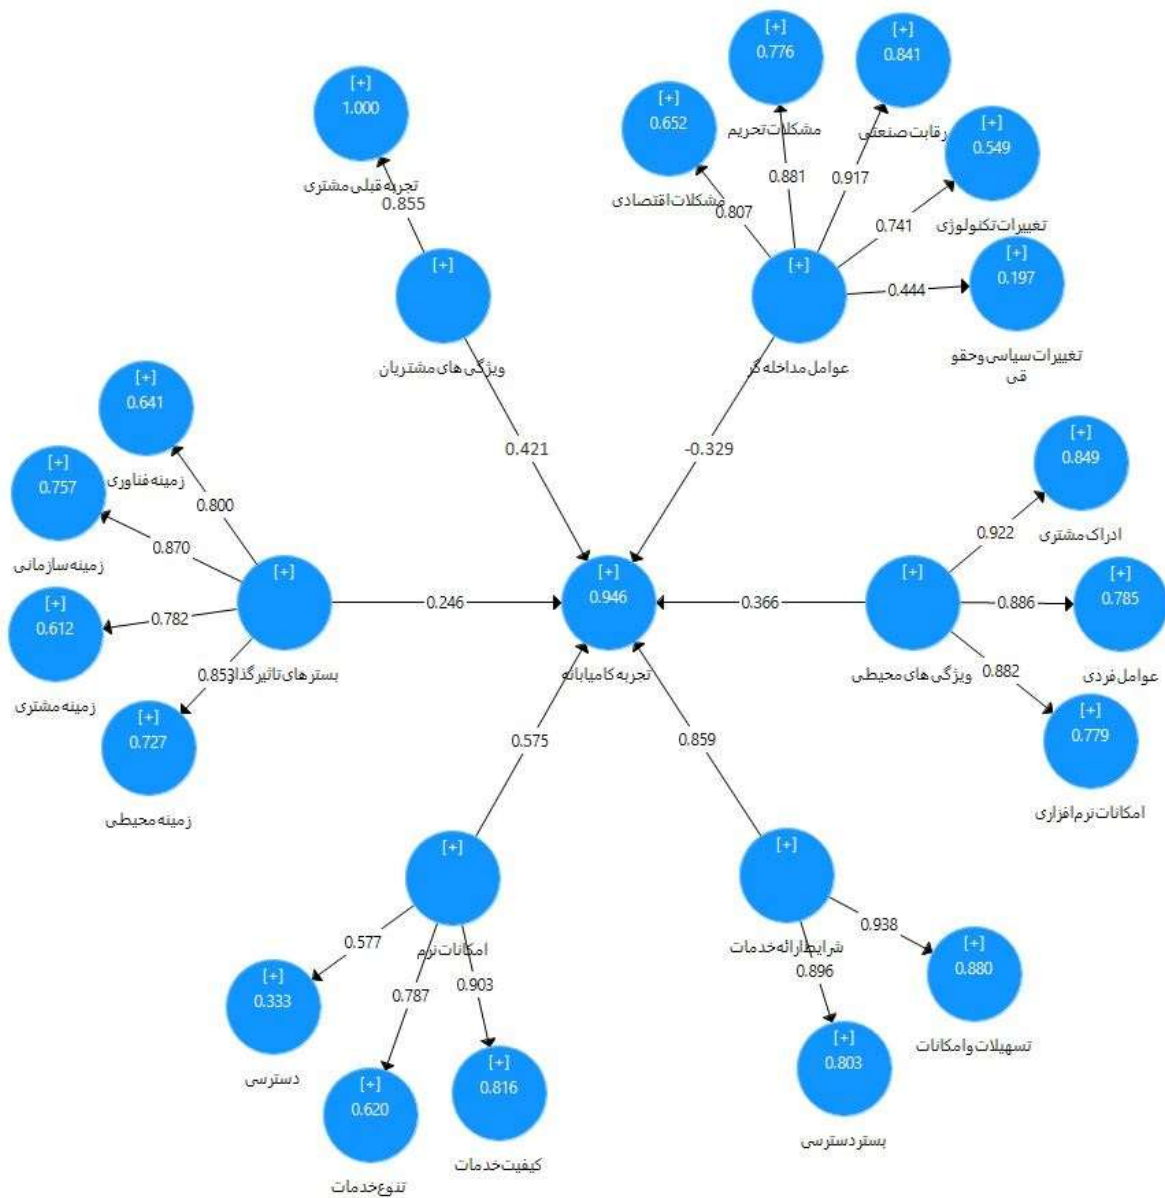 [+]
0.776
مشکلات تحریم
[+]
0.841
رقابت صنعتی
[+]
1.000
تجربه قبلی مشتری
[+]
0.652
مشکلات اقتصادی
[+]
0.549
تغییرات تکنولوژی
0.855
0.807
0.881
0.917
0.741
[+]
ویژگی های مشتریان
[+]
عوامل مداخله گر
0.444
[+]
0.197
تغییرات سیاسی و حقو
قی
0.421
-0.329
[+]
0.641
زمینه فناوری
[+]
0.757
زمینه سازمانی
[+]
0.612
زمینه مشتری
[+]
0.727
زمینه محیطی
0.800
0.870
0.782
0.853
[+]
بسترهای تاثیرگذار
0.246
[+]
0.946
تجربه کامیابانه
0.366
[+]
ویژگی های محیطی
0.922
0.886
0.882
[+]
0.849
ادراک مشتری
[+]
0.785
عوامل فردی
[+]
0.779
امکانات نرم افزاری
0.575
0.859
[+]
امکانات نرم
0.577
0.787
0.903
[+]
0.333
دسترسی
[+]
0.620
تنوع خدمات
[+]
0.816
کیفیت خدمات
[+]
شرایط ارائه خدمات
0.938
0.896
[+]
0.880
تسهیلات و امکانات
[+]
0.803
بستر دسترسی